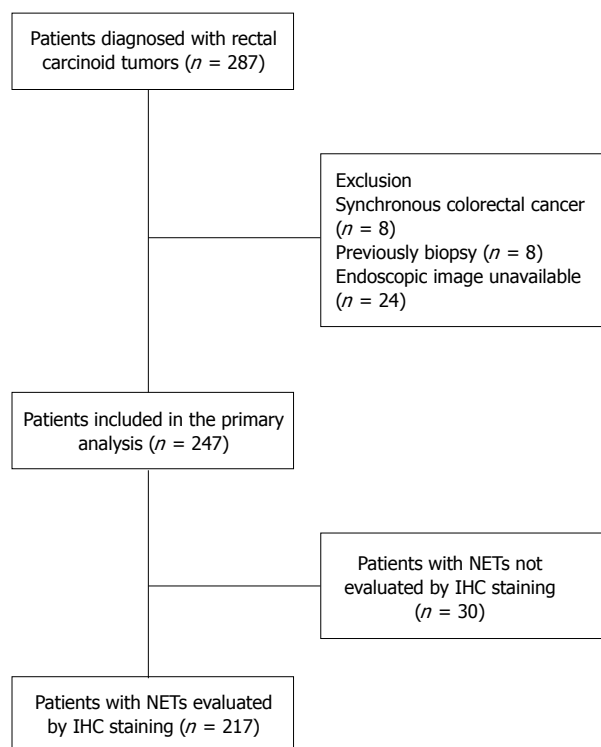 Patients diagnosed with rectal
carcinoid tumors (n = 287)
Exclusion
Synchronous colorectal cancer
(n = 8)
Previously biopsy (n = 8)
Endoscopic image unavailable
(n = 24)
Patients included in the primary
analysis (n = 247)
Patients with NETs not
evaluated by IHC staining
(n = 30)
Patients with NETs evaluated
by IHC staining (n = 217)